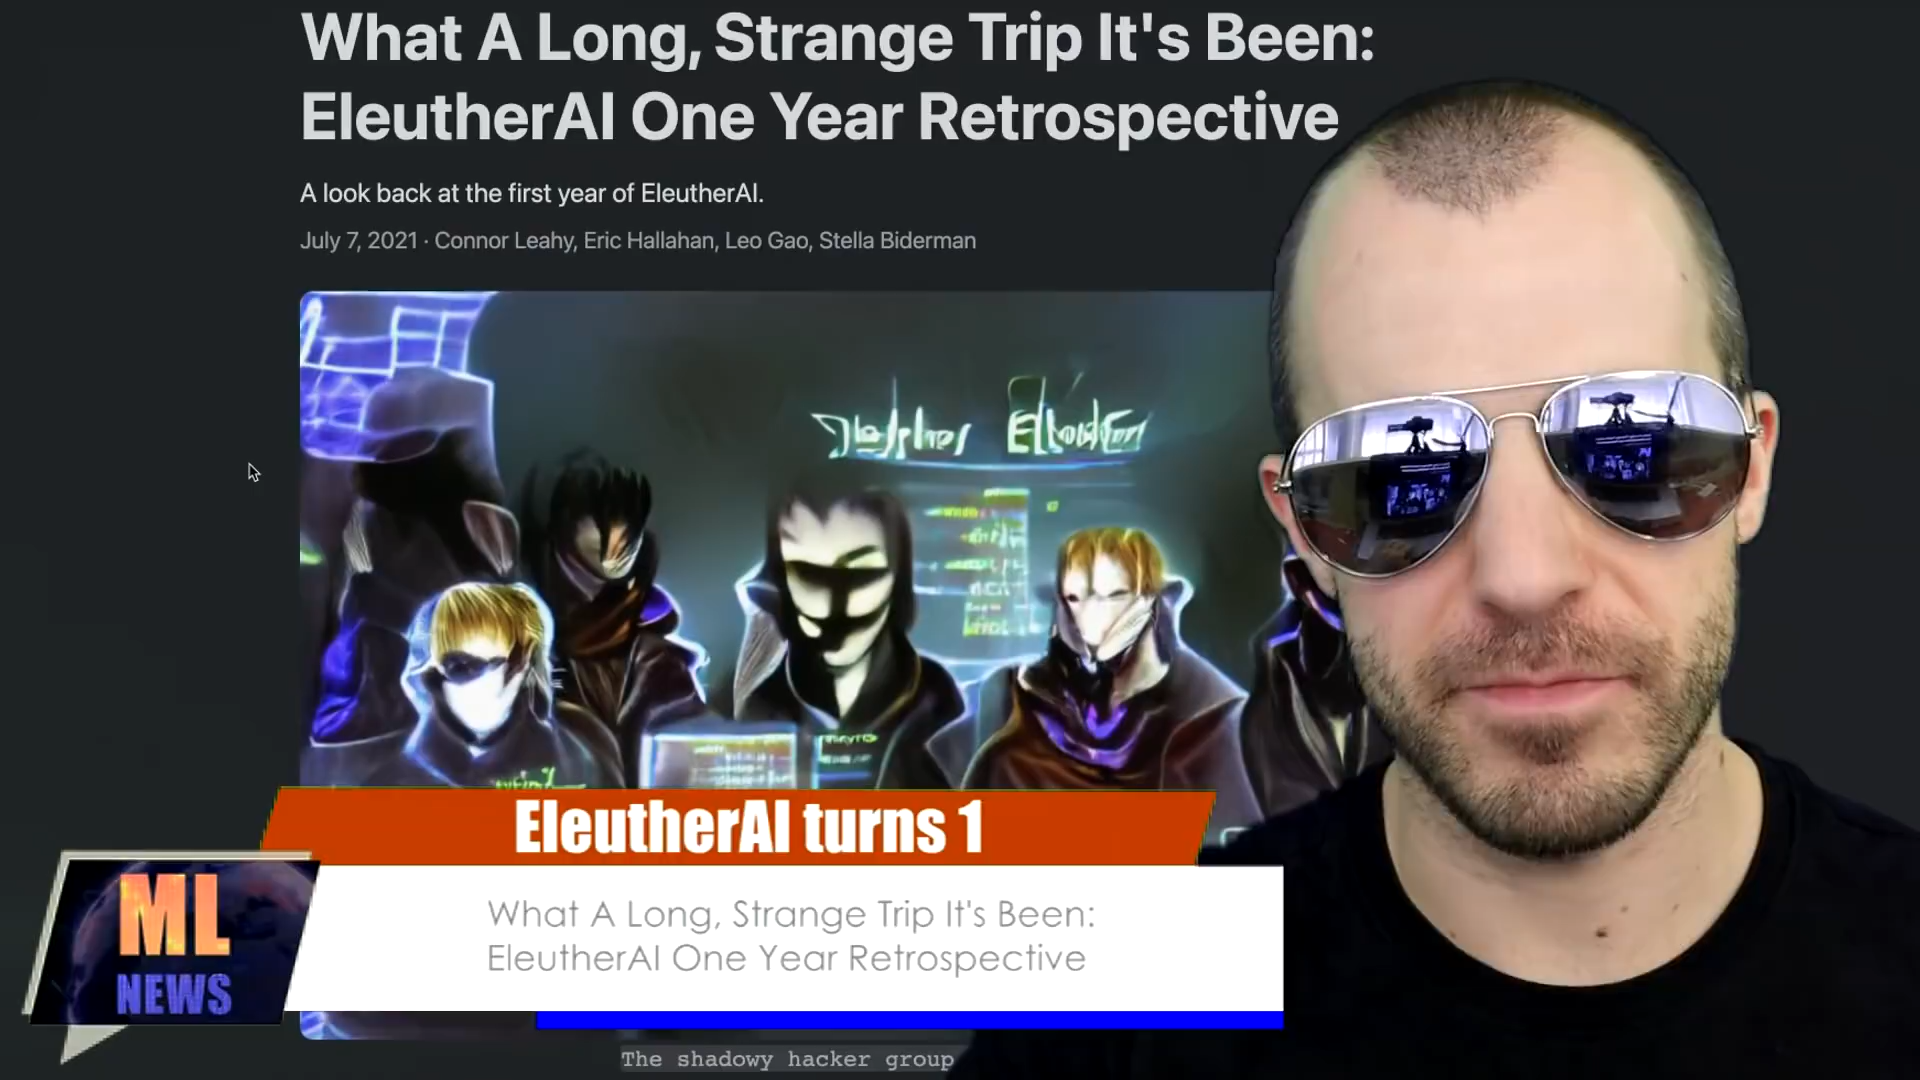 What A Long, Strange Trip It's Been:
EleutherAI One Year Retrospective
A look back at the first year of EleutherAI.
July 7, 2021 · Connor Leahy, Eric Hallahan, Leo Gao, Stella Biderman
EleutherAI turns 1
What A Long, Strange Trip It's Been:
EleutherAI One Year Retrospective
ML
NEWS
The shadowy hacker group